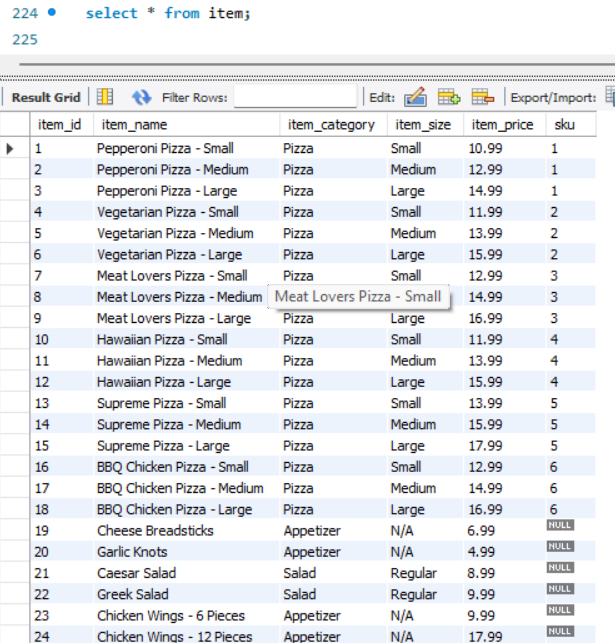 224 select * from item;
225
Result Grid Filter Rows: Edit: Export/Import:
item_id item_name item_category item_size item_price sku
1 Pepperoni Pizza - Small Pizza Small 10.99 1
2 Pepperoni Pizza - Medium Pizza Medium 12.99 1
3 Pepperoni Pizza - Large Pizza Large 14.99 1
4 Vegetarian Pizza - Small Pizza Small 11.99 2
5 Vegetarian Pizza - Medium Pizza Medium 13.99 2
6 Vegetarian Pizza - Large Pizza Large 15.99 2
7 Meat Lovers Pizza - Small Pizza Small 12.99 3
8 Meat Lovers Pizza - Medium Meat Lovers Pizza - Small 14.99 3
9 Meat Lovers Pizza - Large Pizza Large 16.99 3
10 Hawaiian Pizza - Small Pizza Small 11.99 4
11 Hawaiian Pizza - Medium Pizza Medium 13.99 4
12 Hawaiian Pizza - Large Pizza Large 15.99 4
13 Supreme Pizza - Small Pizza Small 13.99 5
14 Supreme Pizza - Medium Pizza Medium 15.99 5
15 Supreme Pizza - Large Pizza Large 17.99 5
16 BBQ Chicken Pizza - Small Pizza Small 12.99 6
17 BBQ Chicken Pizza - Medium Pizza Medium 14.99 6
18 BBQ Chicken Pizza - Large Pizza Large 16.99 6
19 Cheese Breadsticks Appetizer N/A 6.99 NULL
20 Garlic Knots Appetizer N/A 4.99 NULL
21 Caesar Salad Salad Regular 8.99 NULL
22 Greek Salad Salad Regular 9.99 NULL
23 Chicken Wings - 6 Pieces Appetizer N/A 9.99 NULL
24 Chicken Wings - 12 Pieces Appetizer N/A 17.99 NULL